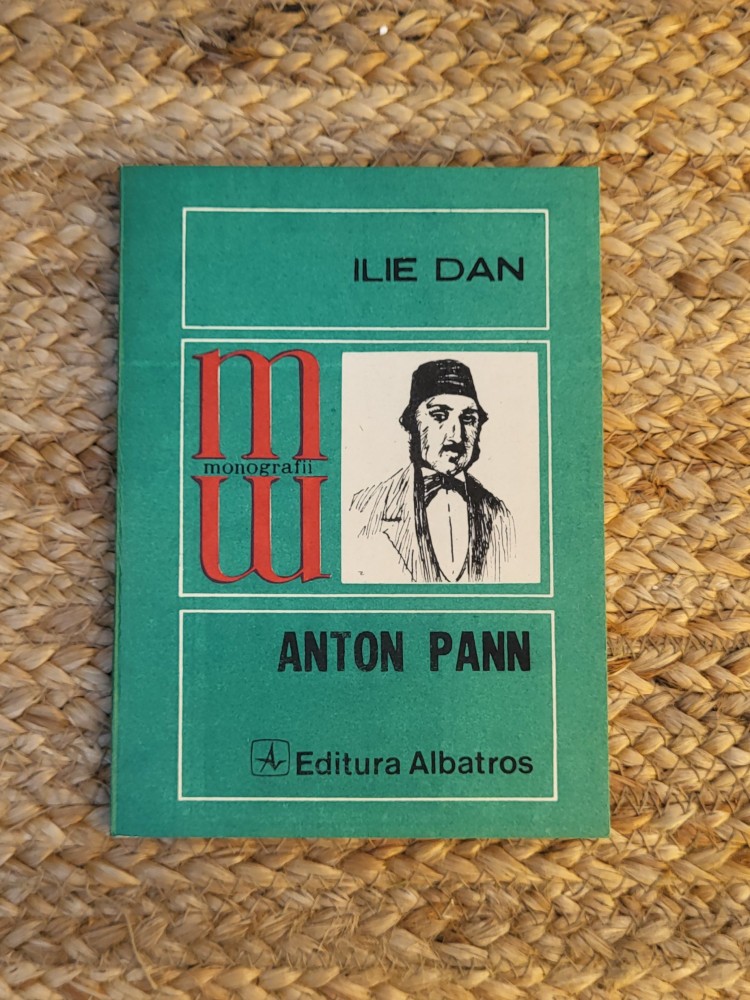 ILIE DAN
m
monografii
m
ANTON PANN
Editura Albatros